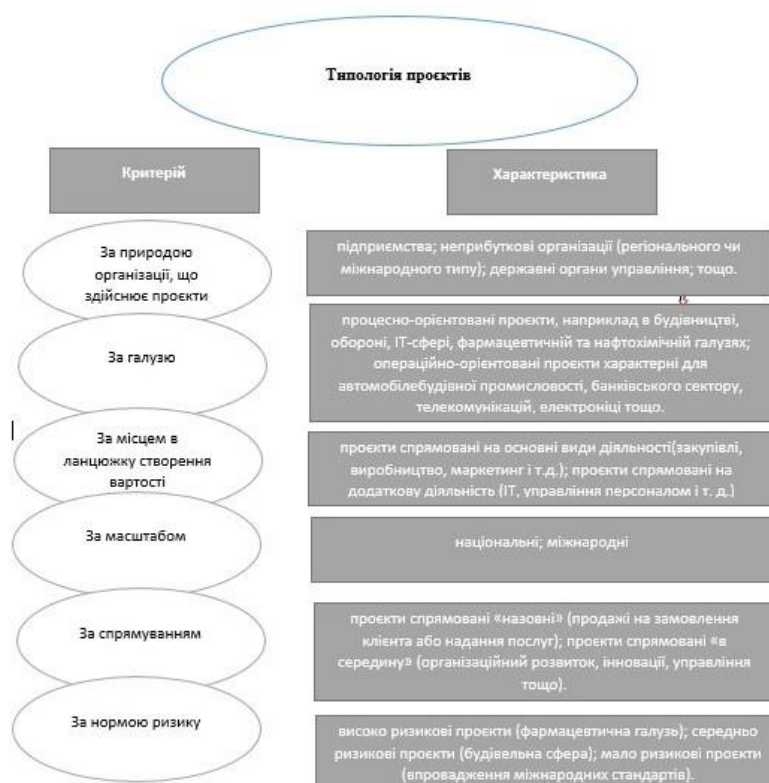 Типологія проєктів
Критерій
Характеристика
За природою
організації, що
здійснює проєкти
підприємства; неприбуткові організації (регіонального чи
міжнародного типу); державні органи управління; тощо.
За галузю
процесно-орієнтовані проєкти, наприклад в будівництві,
обороні, ІТ-сфері, фармацевтичній та нафтохімічній галузях;
операційно-орієнтовані проєкти характерні для
автомобілебудівної промисловості, банківського сектору,
телекомунікацій, електроніці тощо.
За місцем в
ланцюжку створення
вартості
проєкти спрямовані на основні види діяльності(закупівлі,
виробництво, маркетинг і т.д.); проєкти спрямовані на
додаткову діяльність (ІТ, управління персоналом і т. д.)
За масштабом
національні; міжнародні
За спрямуванням
проєкти спрямовані «назовні» (продажі на замовлення
клієнта або надання послуг); проєкти спрямовані «в
середину» (організаційний розвиток, інновації, управління
тощо).
За нормою ризику
високо ризикові проєкти (фармацевтична галузь); середньо
ризикові проєкти (будівельна сфера); мало ризикові проєкти
(впровадження міжнародних стандартів).